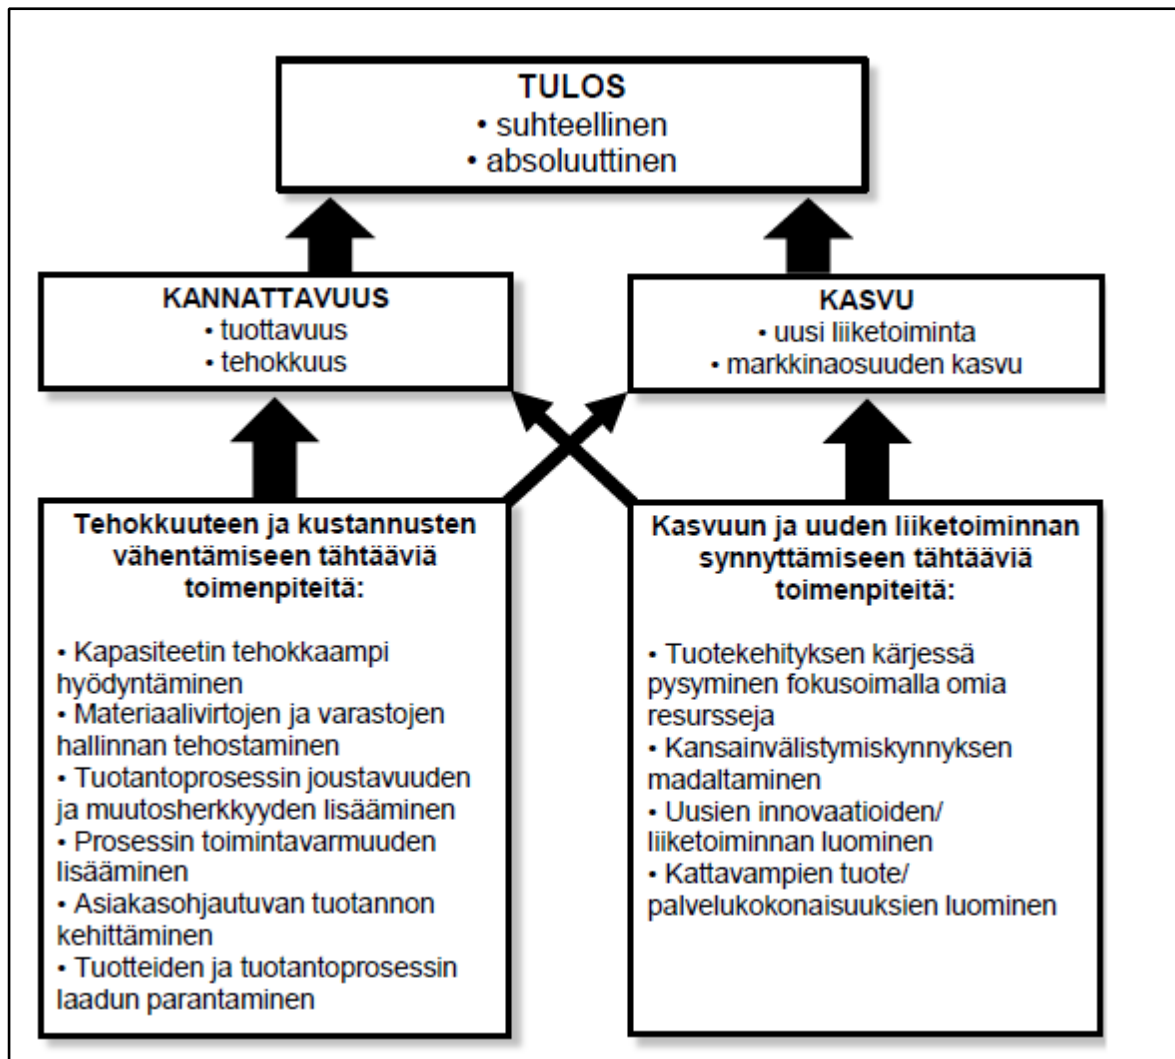 TULOS
• suhteellinen
• absoluuttinen
KANNATTAVUUS
• tuottavuus
• tehokkuus
KASVU
• uusi liiketoiminta
• markkinaosuuden kasvu
Tehokkuuteen ja kustannusten
vähentämiseen tähtääviä
toimenpiteitä:
• Kapasiteetin tehokkaampi
hyödyntäminen
• Materiaalivirtojen ja varastojen
hallinnan tehostaminen
• Tuotantoprosessin joustavuuden
ja muutosherkkyyden lisääminen
• Prosessin toimintavarmuuden
lisääminen
• Asiakasohjautuvan tuotannon
kehittäminen
• Tuotteiden ja tuotantoprosessin
laadun parantaminen
Kasvuun ja uuden liiketoiminnan
synnyttämiseen tähtääviä
toimenpiteitä:
• Tuotekehityksen kärjessä
pysyminen fokusoimalla omia
resursseja
• Kansainvälistymiskynnyksen
madaltaminen
• Uusien innovaatioiden/
liiketoiminnan luominen
• Kattavampien tuote/
palvelukokonaisuuksien luominen